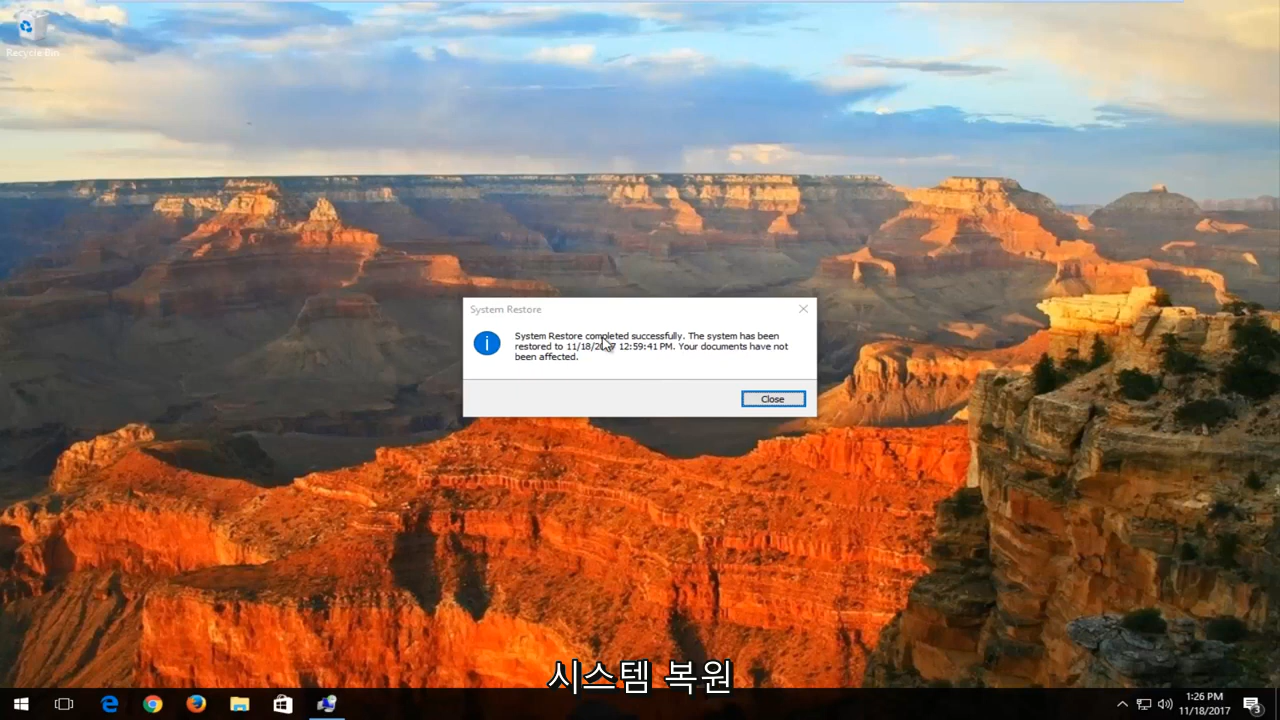 Recycle Bin
System Restore
System Restore completed successfully. The system has been
restored to 11/18/2017 12:59:41 PM. Your documents have not
been affected.
Close
시스템 복원
1:26 PM
11/18/2017
3